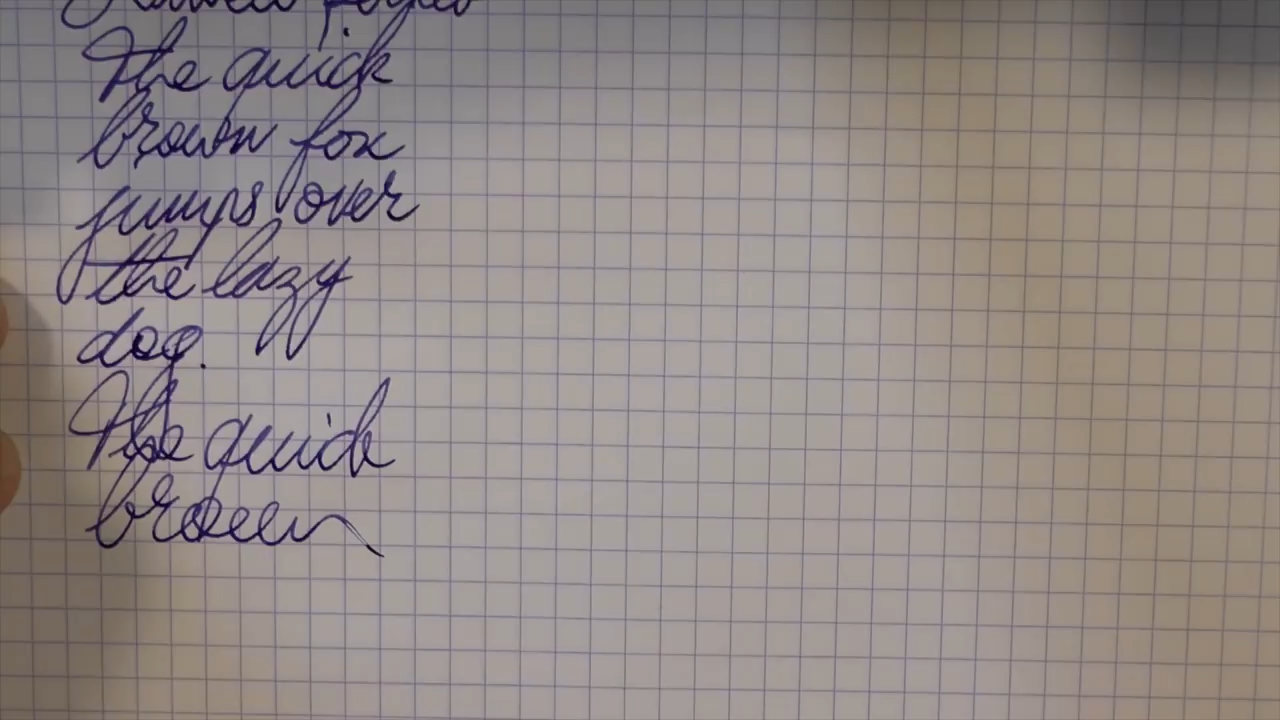 The quick
brown fox
jumps over
the lazy
dog.
The quick
brown